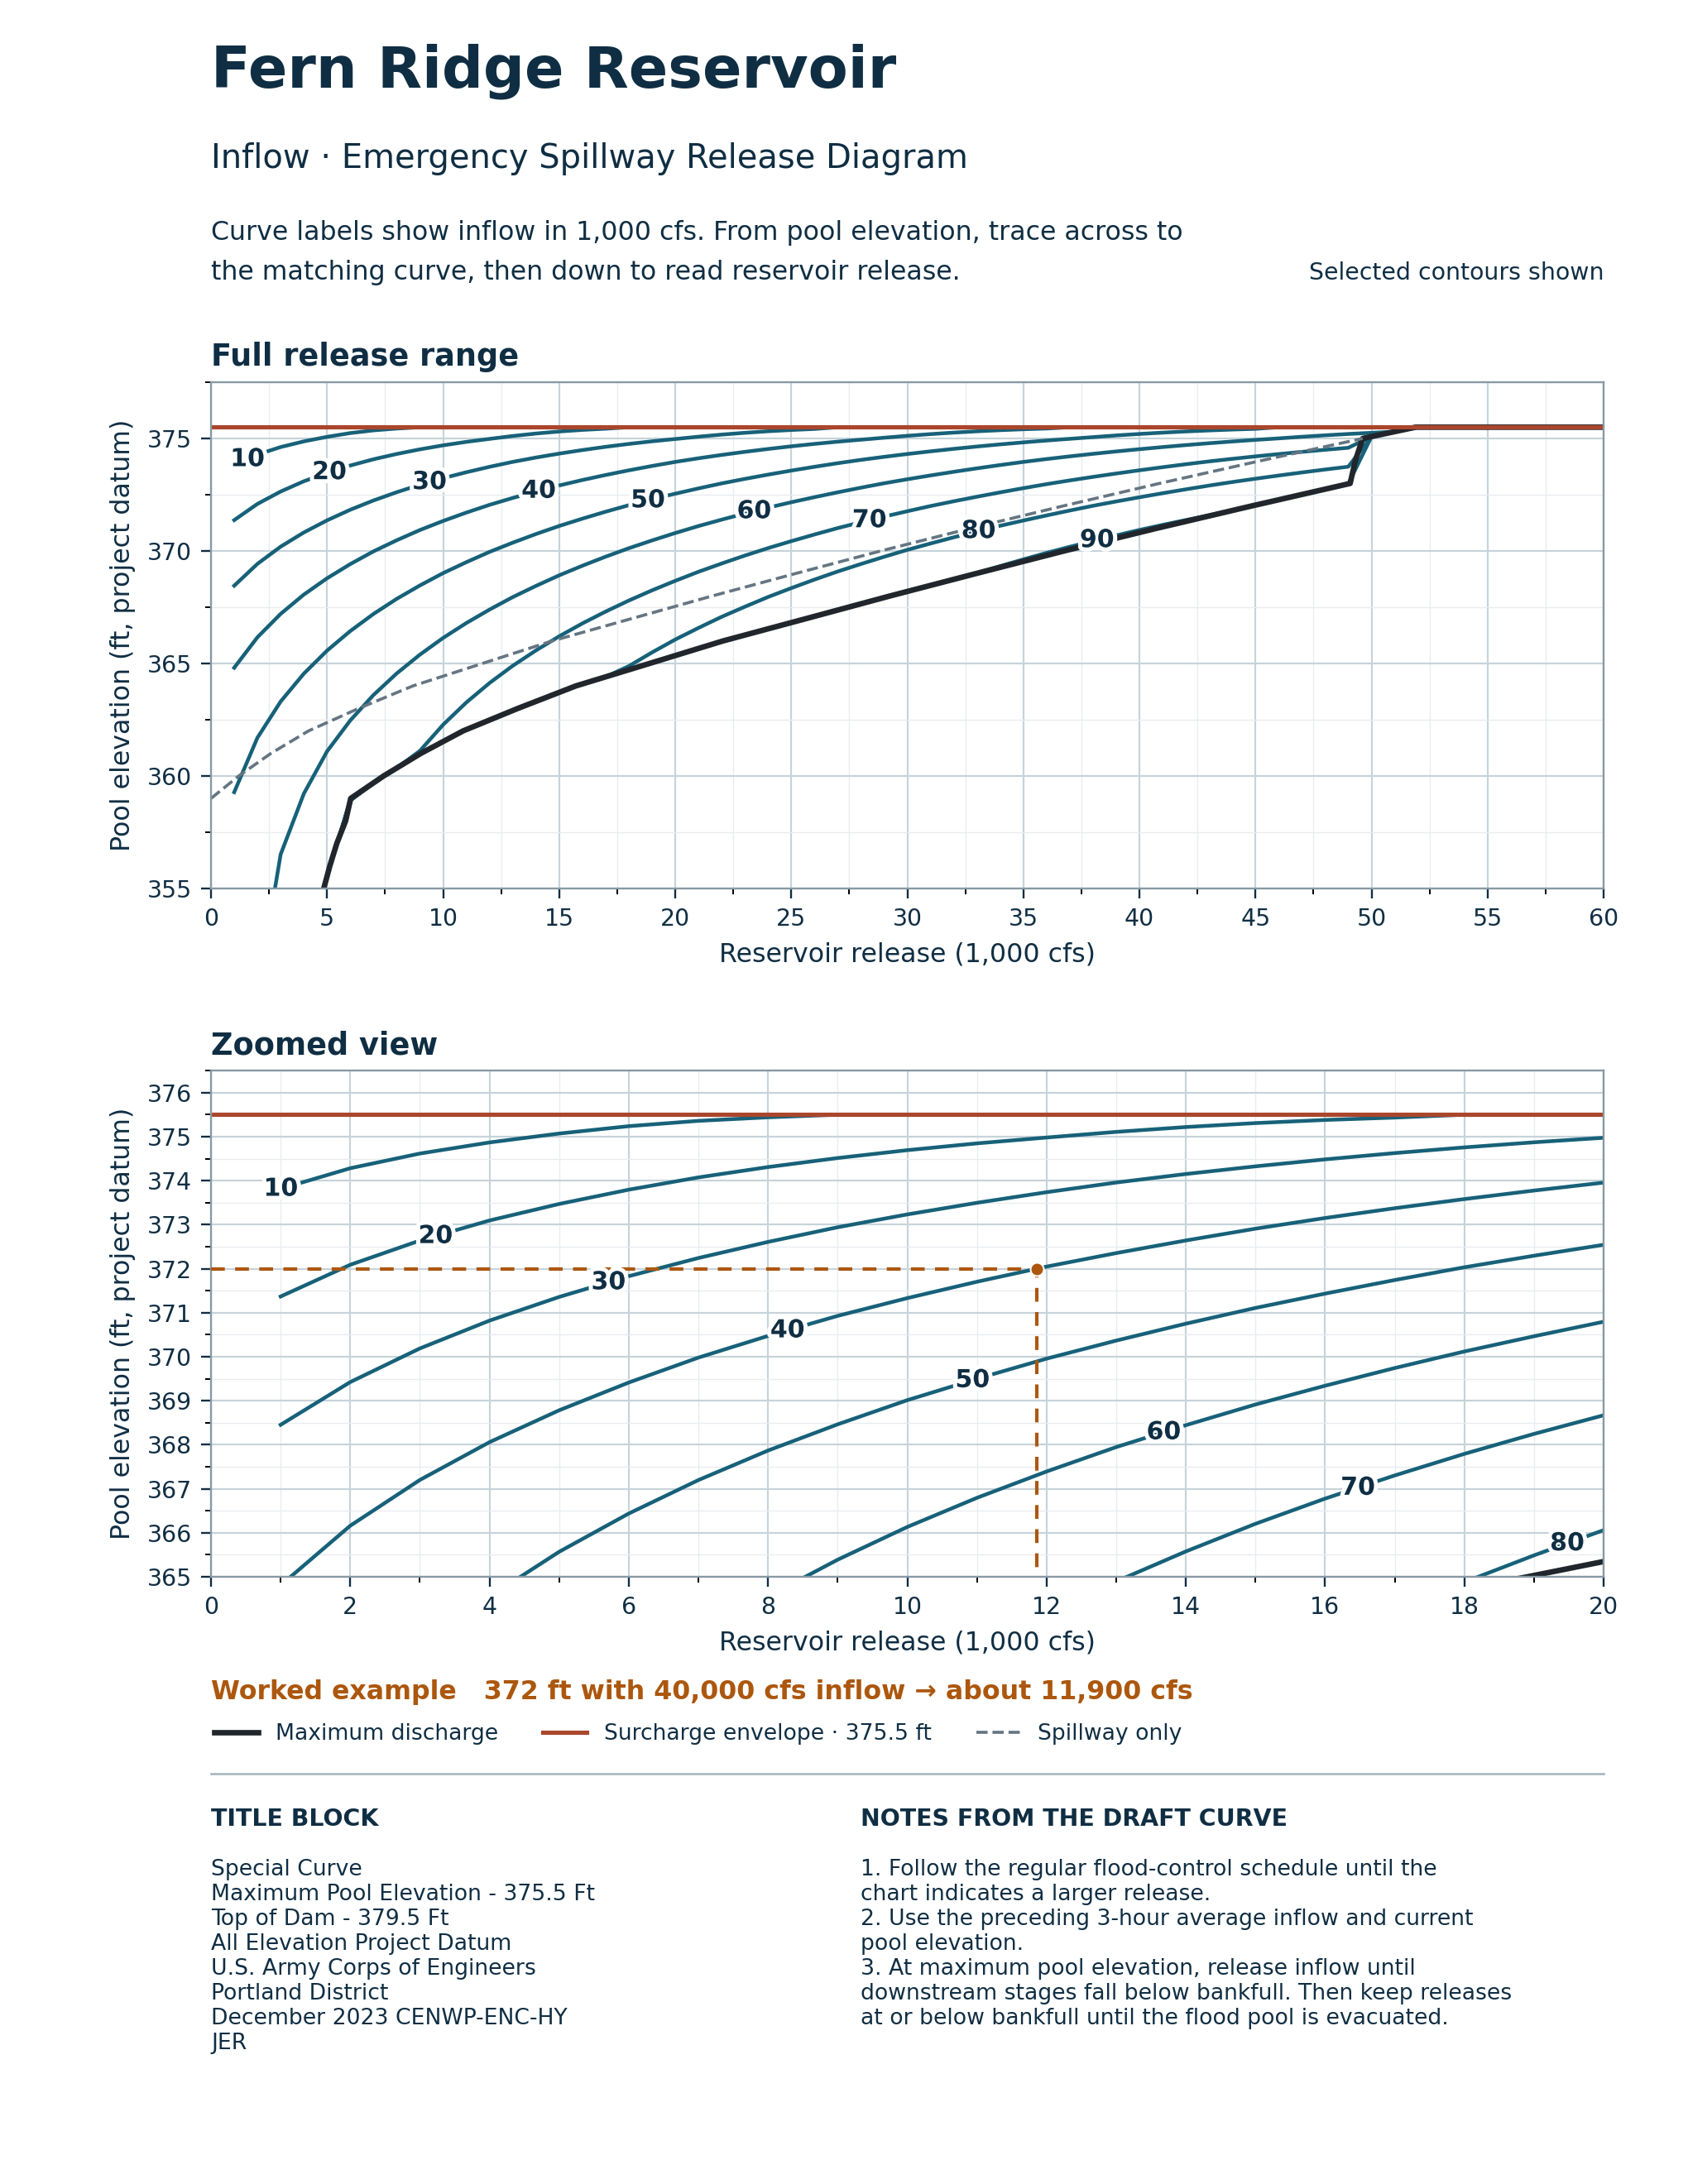 Fern Ridge Reservoir
Inflow · Emergency Spillway Release Diagram
Curve labels show inflow in 1,000 cfs. From pool elevation, trace across to
the matching curve, then down to read reservoir release.
Selected contours shown
Full release range
Pool elevation (ft, project datum)
375
370
365
360
355
10
20
30
40
50
60
70
80
90
0 5 10 15 20 25 30 35 40 45 50 55 60
Reservoir release (1,000 cfs)
Zoomed view
Pool elevation (ft, project datum)
376
375
374
373
372
371
370
369
368
367
366
365
10
20
30
40
50
60
70
80
0 2 4 6 8 10 12 14 16 18 20
Reservoir release (1,000 cfs)
Worked example 372 ft with 40,000 cfs inflow → about 11,900 cfs
Maximum discharge Surcharge envelope · 375.5 ft Spillway only
TITLE BLOCK
Special Curve
Maximum Pool Elevation - 375.5 Ft
Top of Dam - 379.5 Ft
All Elevation Project Datum
U.S. Army Corps of Engineers
Portland District
December 2023 CENWP-ENC-HY
JER
NOTES FROM THE DRAFT CURVE
1. Follow the regular flood-control schedule until the
chart indicates a larger release.
2. Use the preceding 3-hour average inflow and current
pool elevation.
3. At maximum pool elevation, release inflow until
downstream stages fall below bankfull. Then keep releases
at or below bankfull until the flood pool is evacuated.